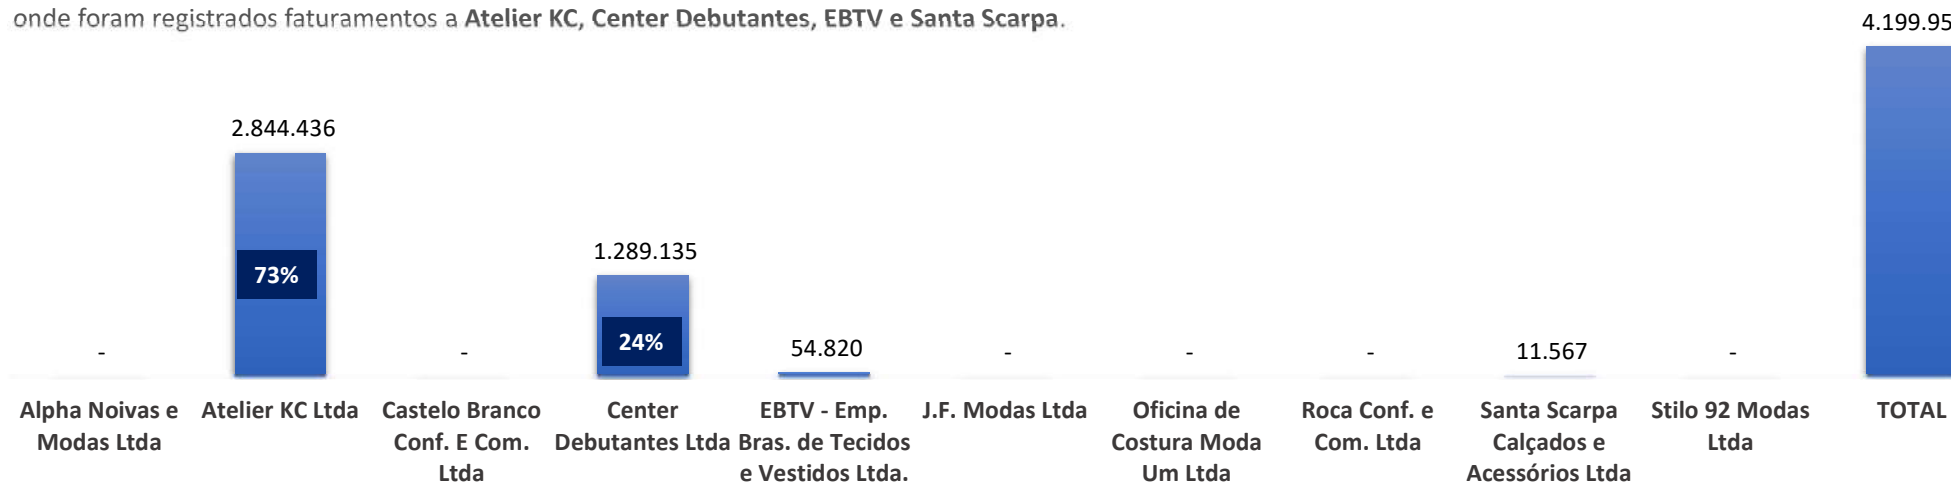 onde foram registrados faturamentos a Atelier KC, Center Debutantes, EBTV e Santa Scarpa.
4.199.95
2.844.436
1.289.135
73%
24%
-
-
54.820
-
-
-
11.567
-
Alpha Noivas e
Modas Ltda
Atelier KC Ltda
Castelo Branco
Conf. E Com.
Ltda
Center
Debutantes Ltda
EBTV - Emp.
Bras. de Tecidos
e Vestidos Ltda.
J.F. Modas Ltda
Oficina de
Costura Moda
Um Ltda
Roca Conf. e
Com. Ltda
Santa Scarpa
Calçados e
Acessórios Ltda
Stilo 92 Modas
Ltda
TOTAL